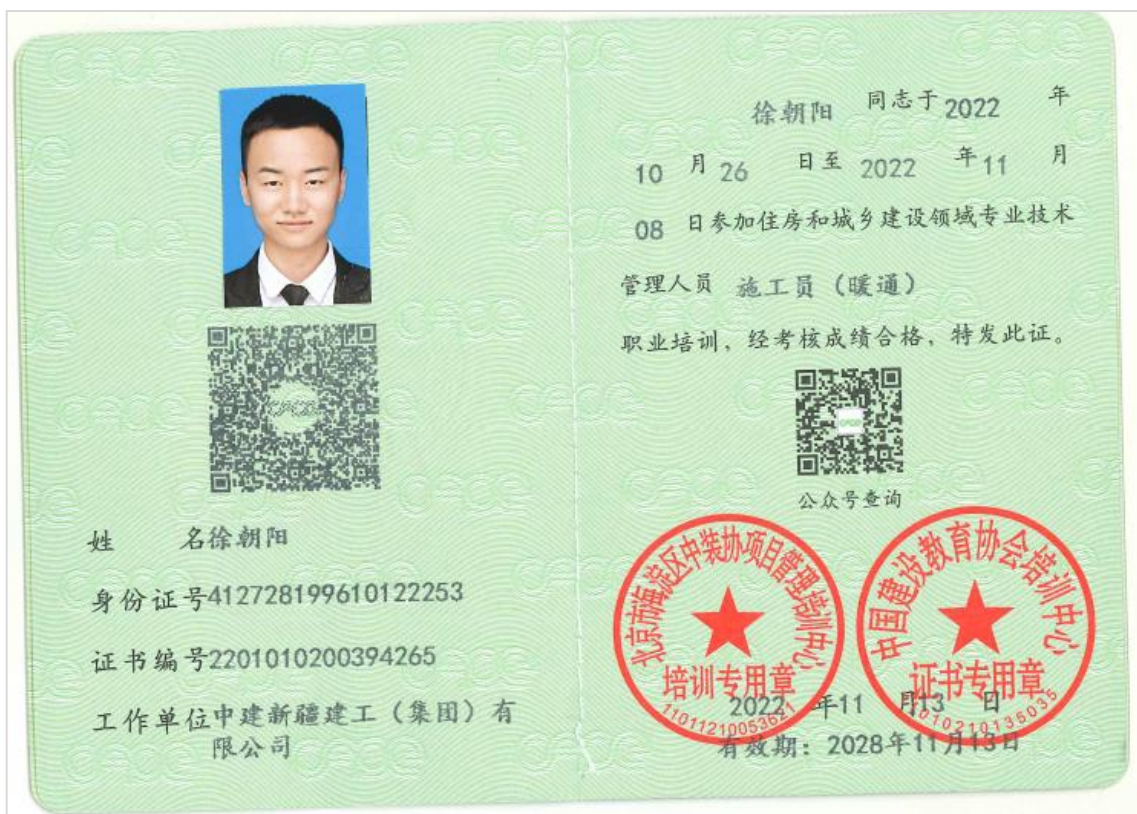 姓 名徐朝阳
身份证号412728199610122253
证书编号2201010200394265
工作单位中建新疆建工（集团）有
限公司
徐朝阳 同志于2022 年
10 月 26 日至 2022 年 11 月
08 日参加住房和城乡建设领域专业技术
管理人员 施工员（暖通）
职业培训，经考核成绩合格，特发此证。
公众号查询
北京市海淀区中装协项目管理培训中心
培训专用章
11011210053621
中国建设教育协会培训中心
证书专用章
2022 年11 月13 日
有效期：2028年11月13日